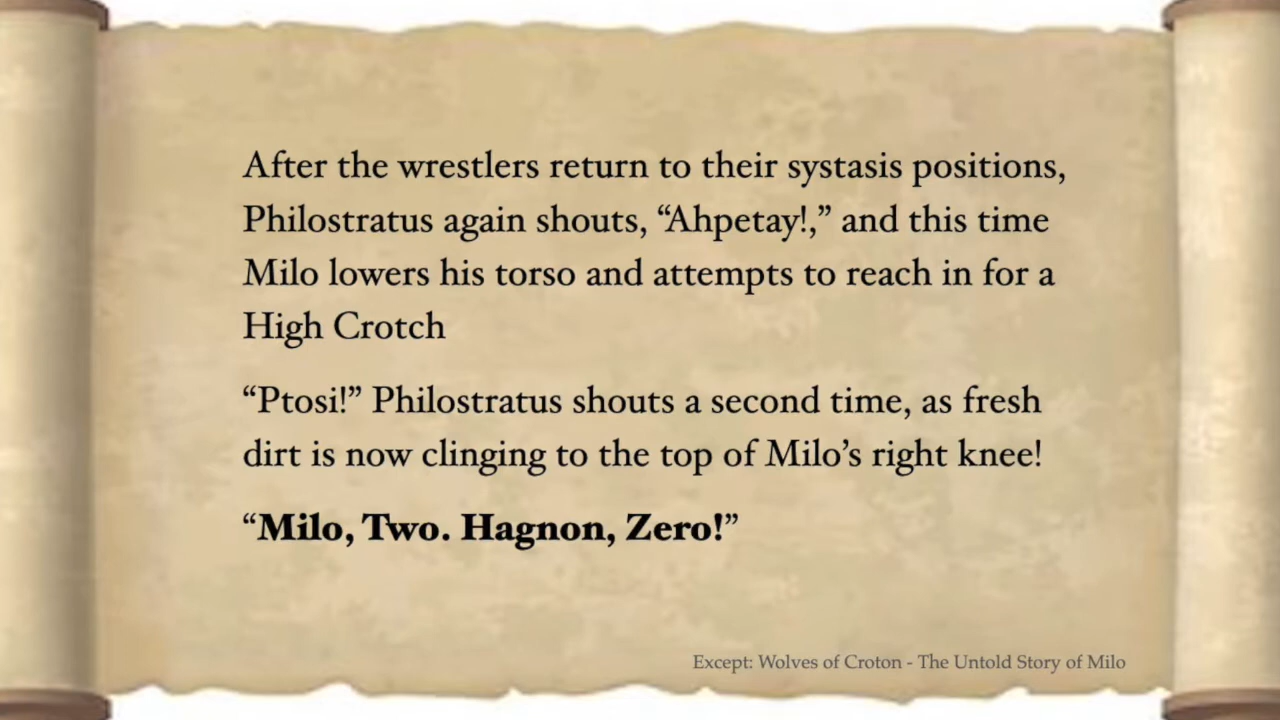 After the wrestlers return to their systasis positions,
Philostratus again shouts, “Ahpetay!,” and this time
Milo lowers his torso and attempts to reach in for a
High Crotch
“Ptosi!” Philostratus shouts a second time, as fresh
dirt is now clinging to the top of Milo’s right knee!
“Milo, Two. Hagnon, Zero!”
Except: Wolves of Croton - The Untold Story of Milo